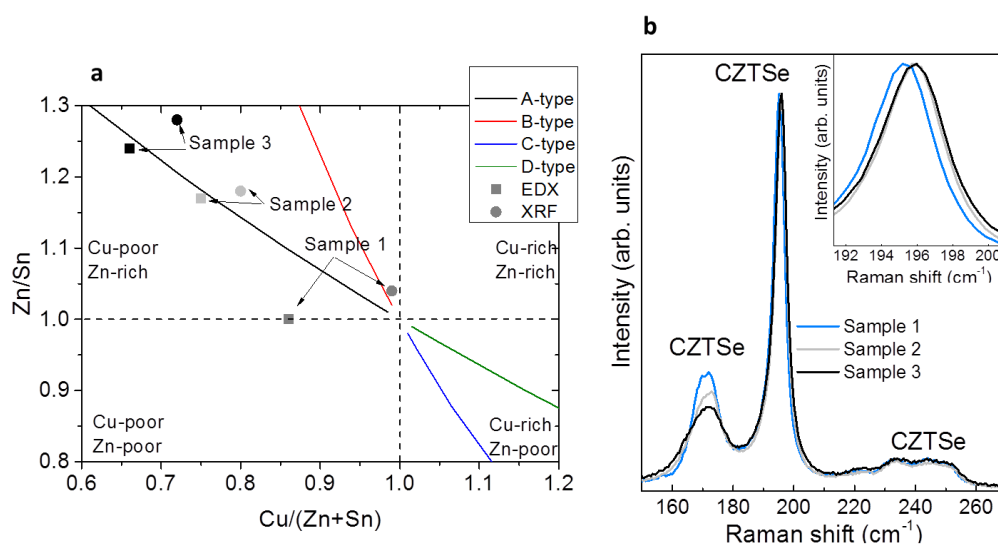 a
A-type
B-type
C-type
D-type
EDX
XRF
Sample 3
Sample 2
Sample 1
Cu-poor
Zn-rich
Cu-rich
Zn-rich
Cu-poor
Zn-poor
Cu-rich
Zn-poor
1.3
1.2
1.1
1.0
0.9
0.8
Zn/Sn
0.6 0.7 0.8 0.9 1.0 1.1 1.2
Cu/(Zn+Sn)
b
CZTSe
CZTSe
CZTSe
Sample 1
Sample 2
Sample 3
Intensity (arb. units)
160 180 200 220 240 260
Raman shift (cm⁻¹)
Intensity (arb. units)
192 194 196 198 200
Raman shift (cm⁻¹)